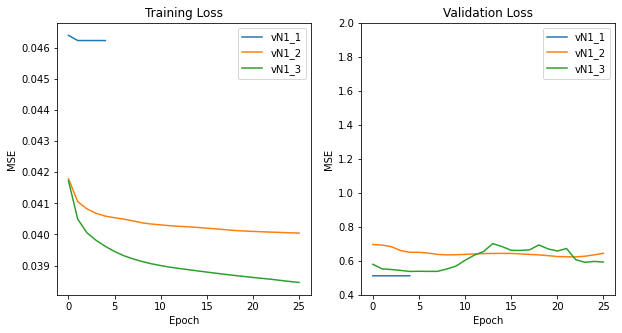 Training Loss
MSE
0.046
0.045
0.044
0.043
0.042
0.041
0.040
0.039
0
5
10
15
20
25
Epoch
vN1_1
vN1_2
vN1_3
Validation Loss
MSE
2.0
1.8
1.6
1.4
1.2
1.0
0.8
0.6
0.4
0
5
10
15
20
25
Epoch
vN1_1
vN1_2
vN1_3